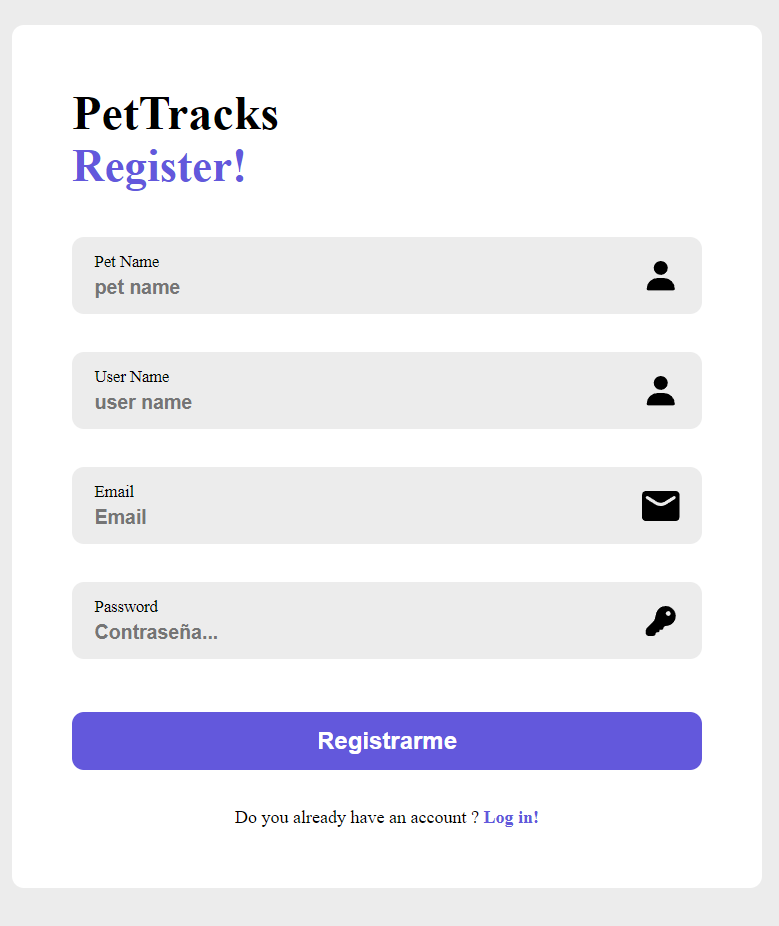 PetTracks
Register!
Pet Name
pet name
User Name
user name
Email
Email
Password
Contraseña...
Registrarme
Do you already have an account ? Log in!